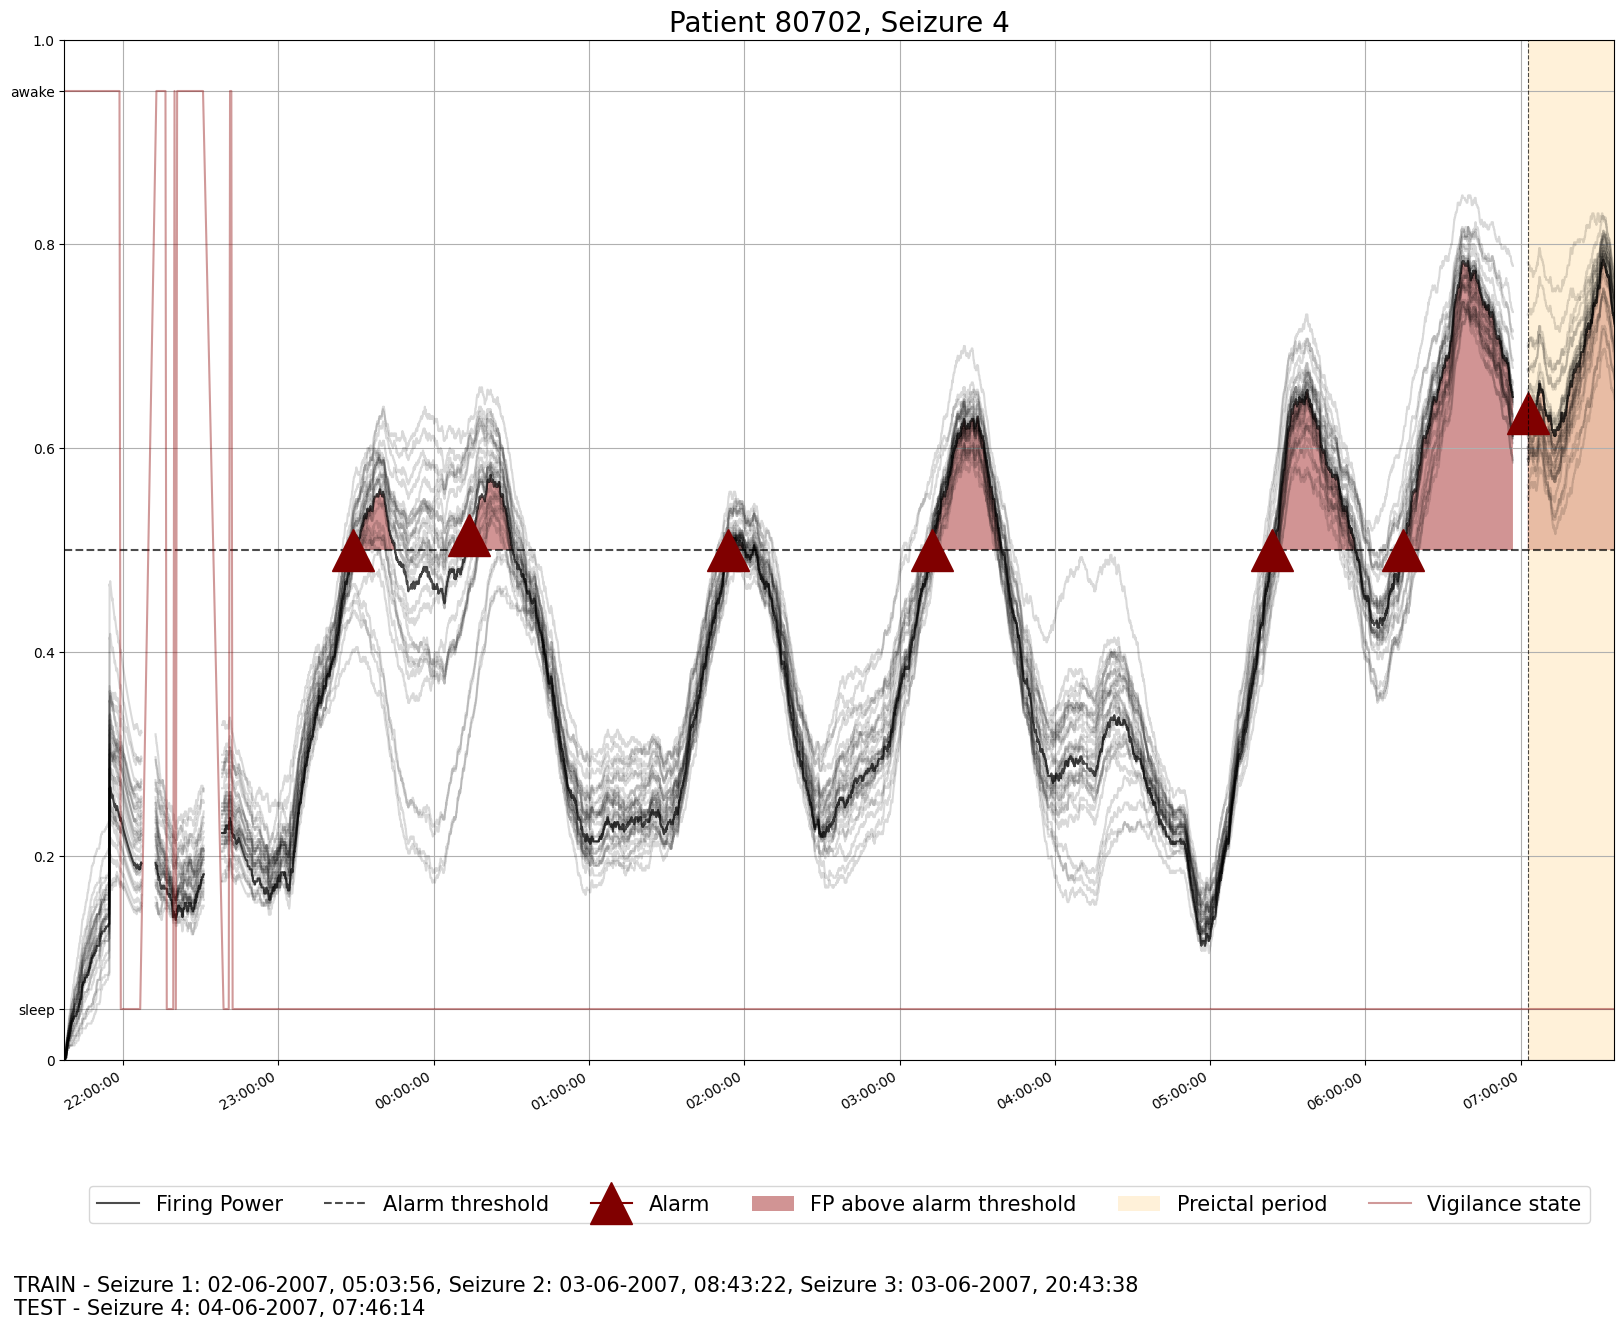 Patient 80702, Seizure 4
1.0
awake
0.8
0.6
0.4
0.2
sleep
0
22:00:00
23:00:00
00:00:00
01:00:00
02:00:00
03:00:00
04:00:00
05:00:00
06:00:00
07:00:00
Firing Power
Alarm threshold
Alarm
FP above alarm threshold
Preictal period
Vigilance state
TRAIN - Seizure 1: 02-06-2007, 05:03:56, Seizure 2: 03-06-2007, 08:43:22, Seizure 3: 03-06-2007, 20:43:38
TEST - Seizure 4: 04-06-2007, 07:46:14